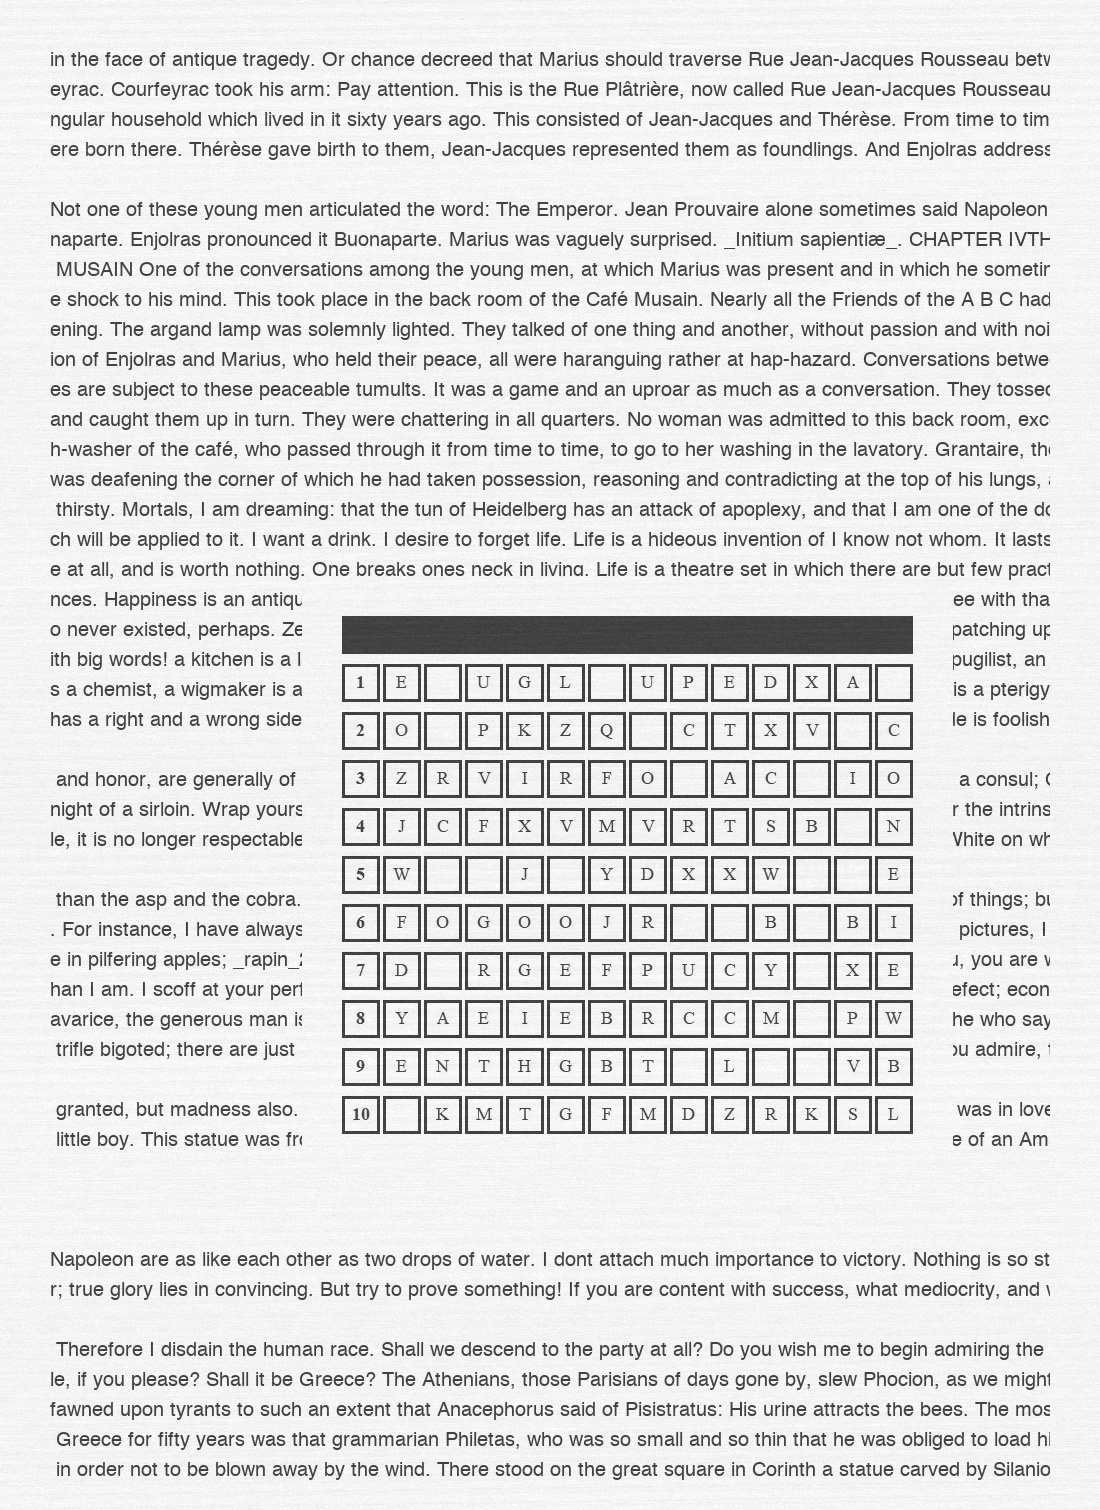 in the face of antique tragedy. Or chance decreed that Marius should traverse Rue Jean-Jacques Rousseau betw
eyrac. Courfeyrac took his arm: Pay attention. This is the Rue Plâtrière, now called Rue Jean-Jacques Rousseau
ngular household which lived in it sixty years ago. This consisted of Jean-Jacques and Thérèse. From time to tim
ere born there. Thérèse gave birth to them, Jean-Jacques represented them as foundlings. And Enjolras address
Not one of these young men articulated the word: The Emperor. Jean Prouvaire alone sometimes said Napoleon
naparte. Enjolras pronounced it Buonaparte. Marius was vaguely surprised. _Initium sapientiæ_. CHAPTER IVTH
MUSAIN One of the conversations among the young men, at which Marius was present and in which he sometim
e shock to his mind. This took place in the back room of the Café Musain. Nearly all the Friends of the A B C had
ening. The argand lamp was solemnly lighted. They talked of one thing and another, without passion and with noi
ion of Enjolras and Marius, who held their peace, all were haranguing rather at hap-hazard. Conversations betwe
es are subject to these peaceable tumults. It was a game and an uproar as much as a conversation. They tossed
and caught them up in turn. They were chattering in all quarters. No woman was admitted to this back room, exc
h-washer of the café, who passed through it from time to time, to go to her washing in the lavatory. Grantaire, the
was deafening the corner of which he had taken possession, reasoning and contradicting at the top of his lungs,
thirsty. Mortals, I am dreaming: that the tun of Heidelberg has an attack of apoplexy, and that I am one of the do
ch will be applied to it. I want a drink. I desire to forget life. Life is a hideous invention of I know not whom. It lasts
e at all, and is worth nothing. One breaks ones neck in living. Life is a theatre set in which there are but few pract
nces. Happiness is an antiqu ee with tha
o never existed, perhaps. Ze patching up
ith big words! a kitchen is a l pugilist, an
s a chemist, a wigmaker is a is a pterigy
has a right and a wrong side le is foolish
and honor, are generally of a consul; C
night of a sirloin. Wrap yours r the intrins
le, it is no longer respectable White on wh
than the asp and the cobra. of things; bu
. For instance, I have always pictures, I
e in pilfering apples; _rapin_2 u, you are w
han I am. I scoff at your perf efect; econ
avarice, the generous man is he who say
trifle bigoted; there are just ou admire, t
granted, but madness also. was in love
little boy. This statue was fro e of an Am
1 E U G L U P E D X A
2 O P K Z Q C T X V C
3 Z R V I R F O A C I O
4 J C F X V M V R T S B N
5 W J Y D X X W E
6 F O G O O J R B B I
7 D R G E F P U C Y X E
8 Y A E I E B R C C M P W
9 E N T H G B T L V B
10 K M T G F M D Z R K S L
Napoleon are as like each other as two drops of water. I dont attach much importance to victory. Nothing is so st
r; true glory lies in convincing. But try to prove something! If you are content with success, what mediocrity, and w
Therefore I disdain the human race. Shall we descend to the party at all? Do you wish me to begin admiring the
le, if you please? Shall it be Greece? The Athenians, those Parisians of days gone by, slew Phocion, as we might
fawned upon tyrants to such an extent that Anacephorus said of Pisistratus: His urine attracts the bees. The mos
Greece for fifty years was that grammarian Philetas, who was so small and so thin that he was obliged to load hi
in order not to be blown away by the wind. There stood on the great square in Corinth a statue carved by Silanio